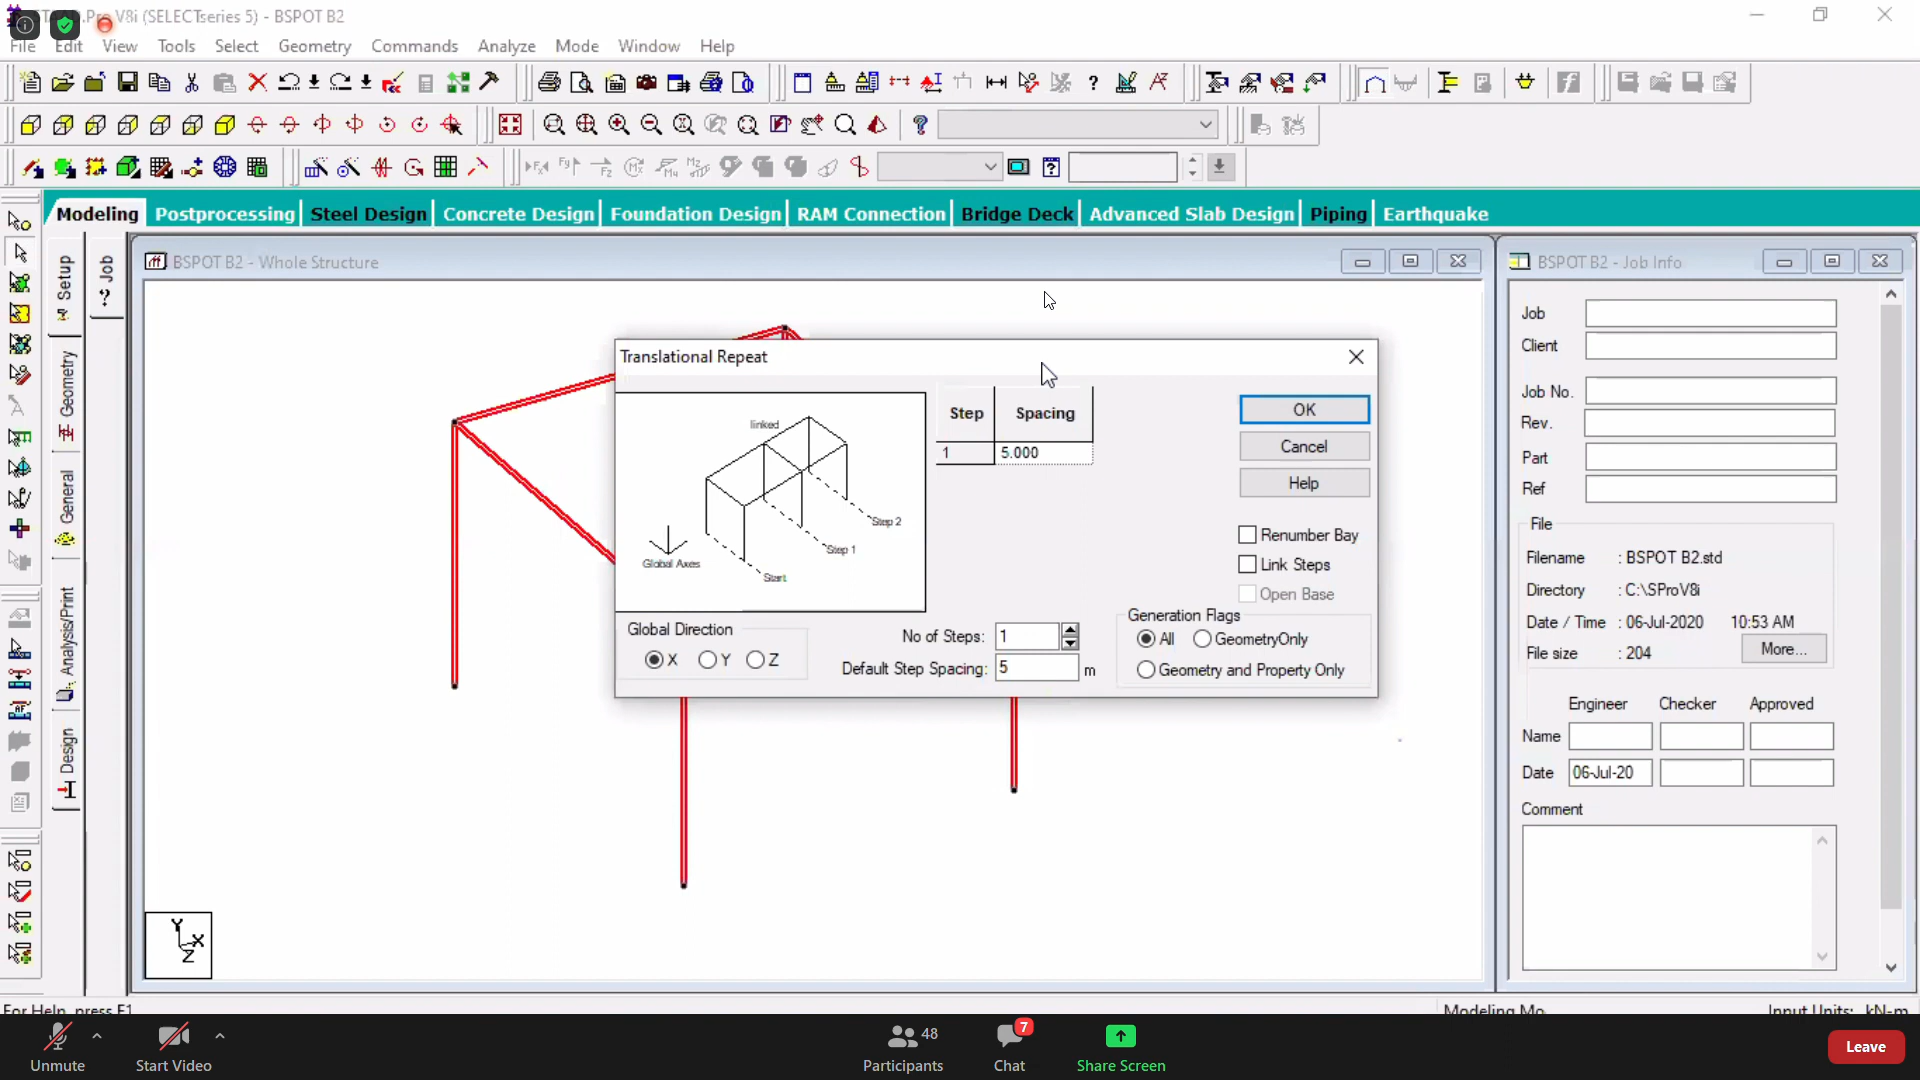 .Pro V8i (SELECTseries 5) - BSPOT B2
File Edit View Tools Select Geometry Commands Analyze Mode Window Help
Modeling Postprocessing Steel Design Concrete Design Foundation Design RAM Connection Bridge Deck Advanced Slab Design Piping Earthquake
Setup
Job
Geometry
General
Analysis/Print
Design
BSPOT B2 - Whole Structure
Translational Repeat
linked
Global Axes
Start
Step 1
Step 2
Step Spacing
1 5.000
OK
Cancel
Help
Renumber Bay
Link Steps
Open Base
Generation Flags
All GeometryOnly
Geometry and Property Only
Global Direction
X Y Z
No of Steps: 1
Default Step Spacing: 5 m
Y
X
Z
BSPOT B2 - Job Info
Job
Client
Job No.
Rev.
Part
Ref
File
Filename : BSPOT B2.std
Directory : C:\SProV8i
Date / Time : 06-Jul-2020 10:53 AM
File size : 204 More...
Engineer Checker Approved
Name
Date 06-Jul-20
Comment
For Help, press F1
Modeling Mo
Input Units: kN-m
Unmute
Start Video
48
Participants
7
Chat
Share Screen
Leave